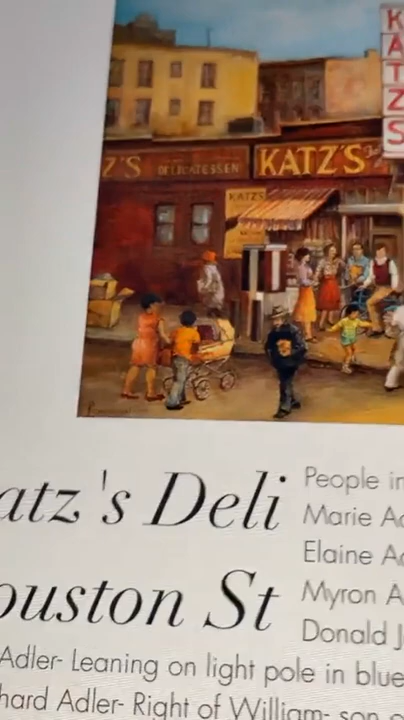 KATZ'S
Z'S DELICATESSEN
KATZ'S
KATZ'S
atz's Deli
ouston St
People in
Marie Ad
Elaine Ad
Myron A
Donald J
Adler- Leaning on light pole in blue
hard Adler- Right of William- son o